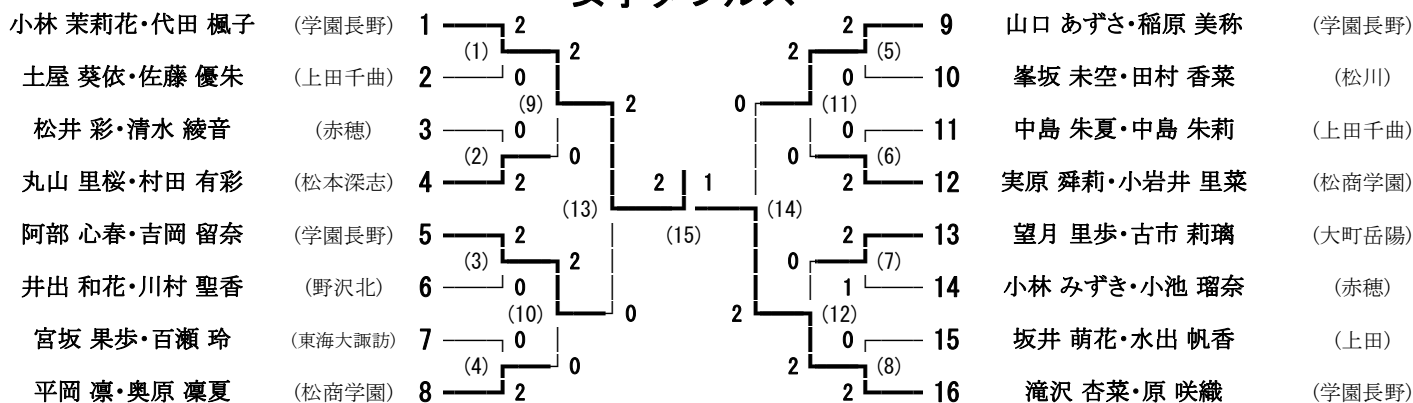 女子ダブルス
小林 茉莉花・代田 楓子 (学園長野) 1 2 2 9 山口 あずさ・稲原 美称 (学園長野)
(1) 2 2 (5)
土屋 葵依・佐藤 優朱 (上田千曲) 2 0 0 10 峯坂 未空・田村 香菜 (松川)
(9) 2 0 (11)
松井 彩・清水 綾音 (赤穂) 3 0 0 11 中島 朱夏・中島 朱莉 (上田千曲)
(2) 0 0 (6)
丸山 里桜・村田 有彩 (松本深志) 4 2 2 1 2 12 実原 舜莉・小岩井 里菜 (松商学園)
(13) (14)
阿部 心春・吉岡 留奈 (学園長野) 5 2 (15) 2 13 望月 里歩・古市 莉璃 (大町岳陽)
(3) 2 0 (7)
井出 和花・川村 聖香 (野沢北) 6 0 1 14 小林 みずき・小池 瑠奈 (赤穂)
(10) 0 2 (12)
宮坂 果歩・百瀬 玲 (東海大諏訪) 7 0 0 15 坂井 萌花・水出 帆香 (上田)
(4) 0 2 (8)
平岡 凛・奥原 凜夏 (松商学園) 8 2 2 16 滝沢 杏菜・原 咲織 (学園長野)